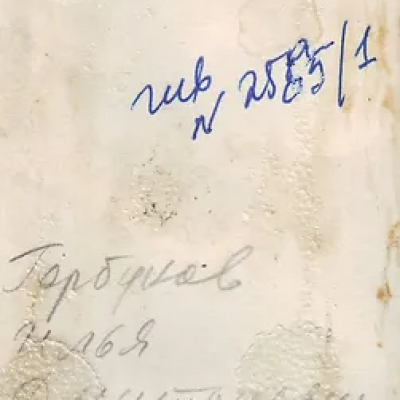 инв
N 2585/1
Горбунов
Илья